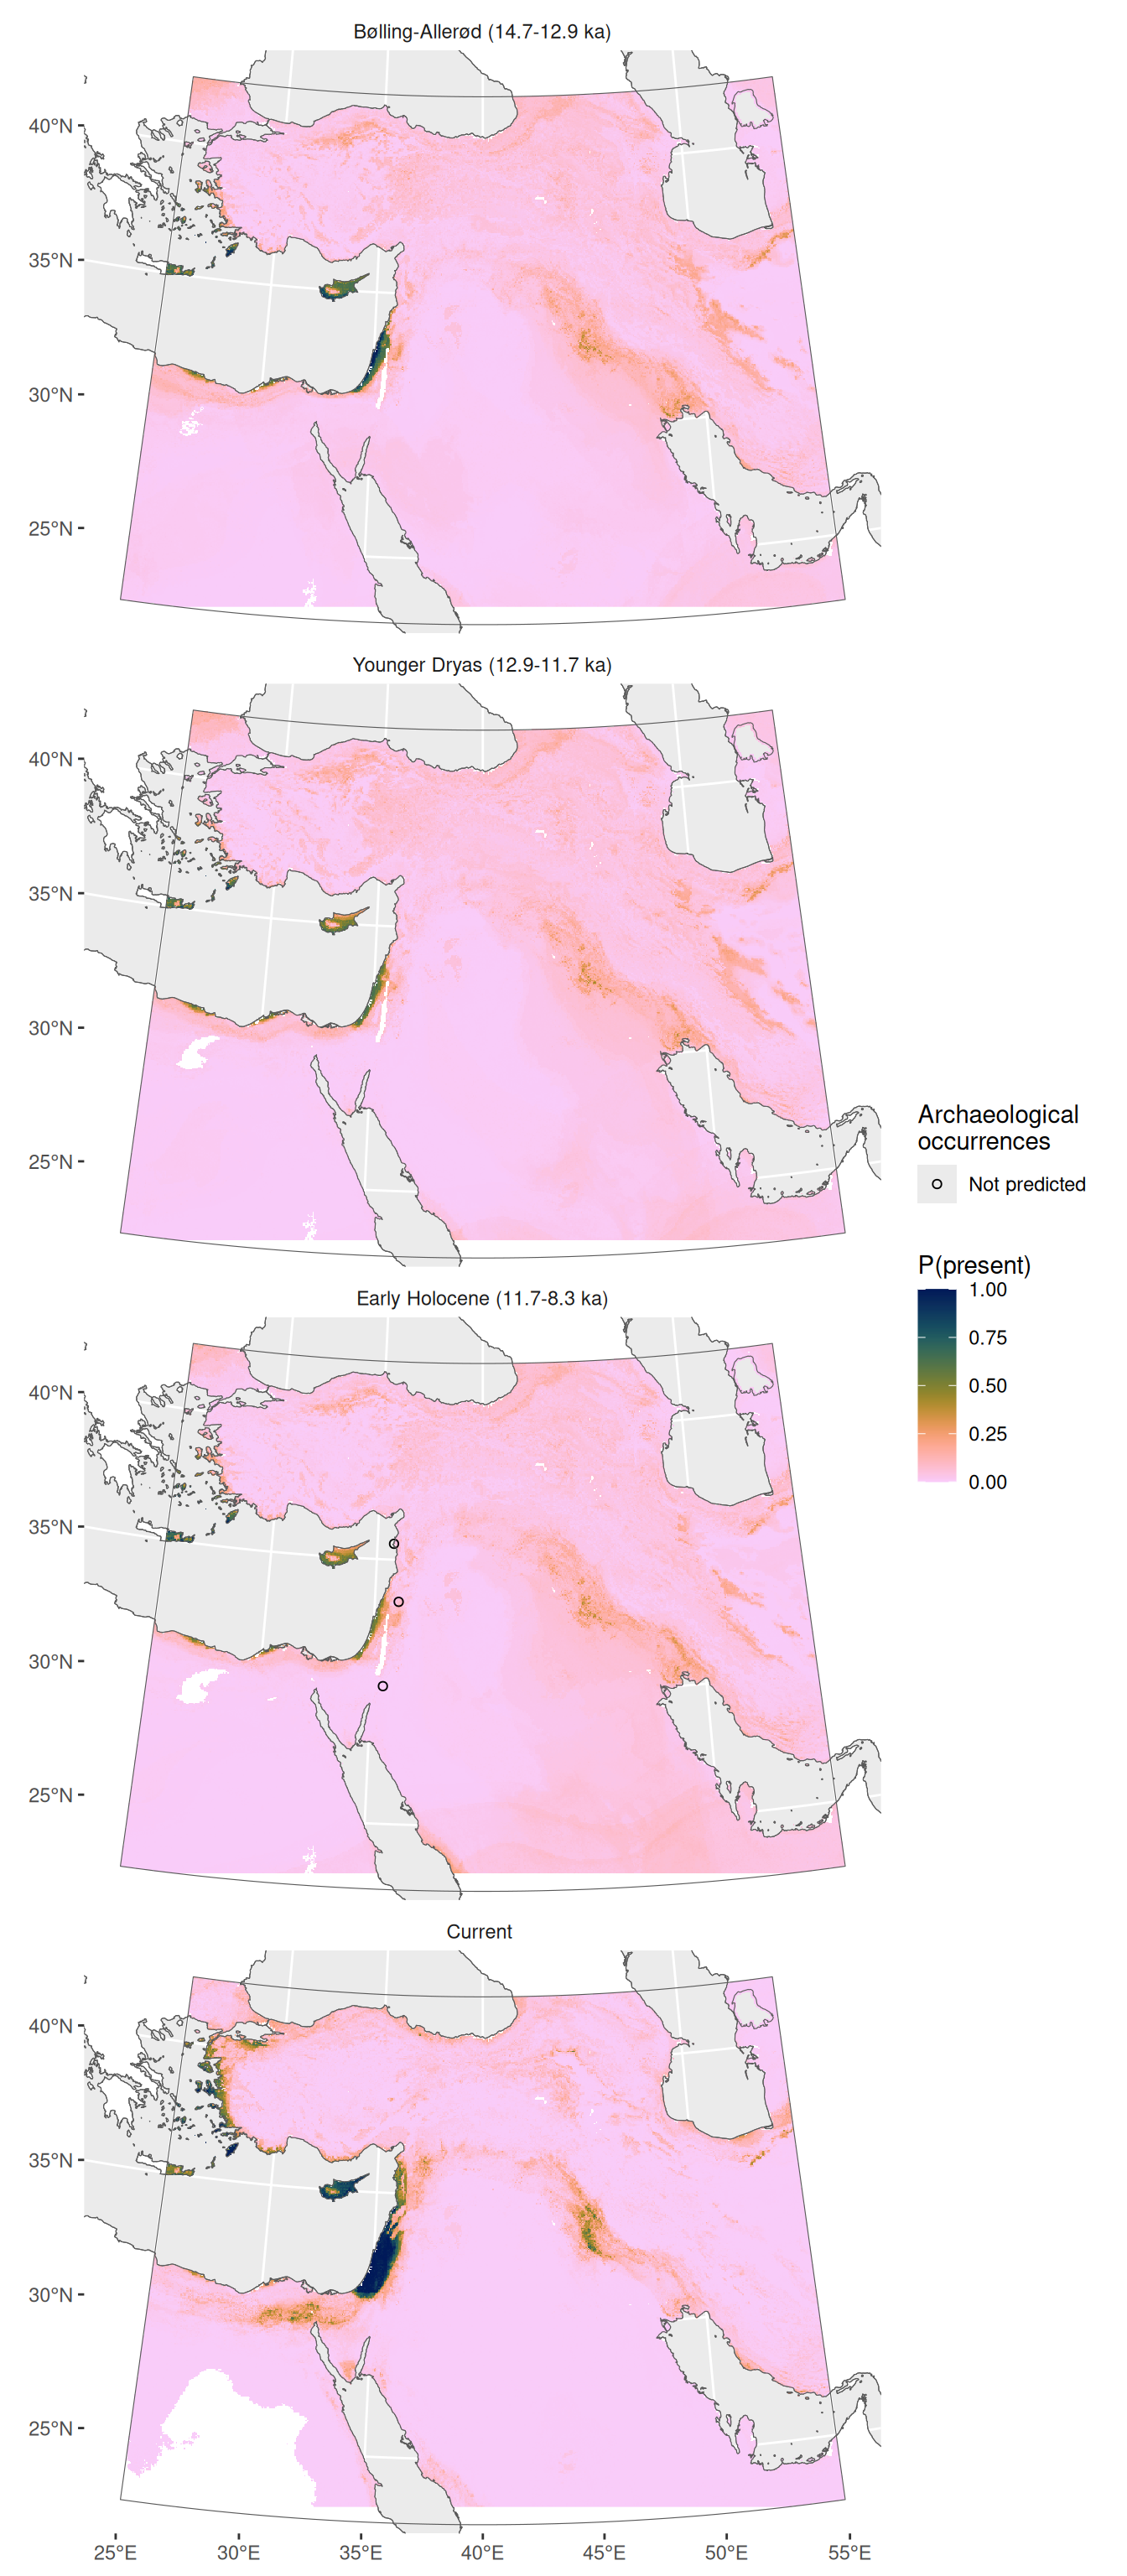 Bølling-Allerød (14.7-12.9 ka)
40°N
35°N
30°N
25°N
Younger Dryas (12.9-11.7 ka)
40°N
35°N
30°N
25°N
Archaeological
occurrences
Not predicted
P(present)
1.00
0.75
0.50
0.25
0.00
Early Holocene (11.7-8.3 ka)
40°N
35°N
30°N
25°N
Current
40°N
35°N
30°N
25°N
25°E 30°E 35°E 40°E 45°E 50°E 55°E